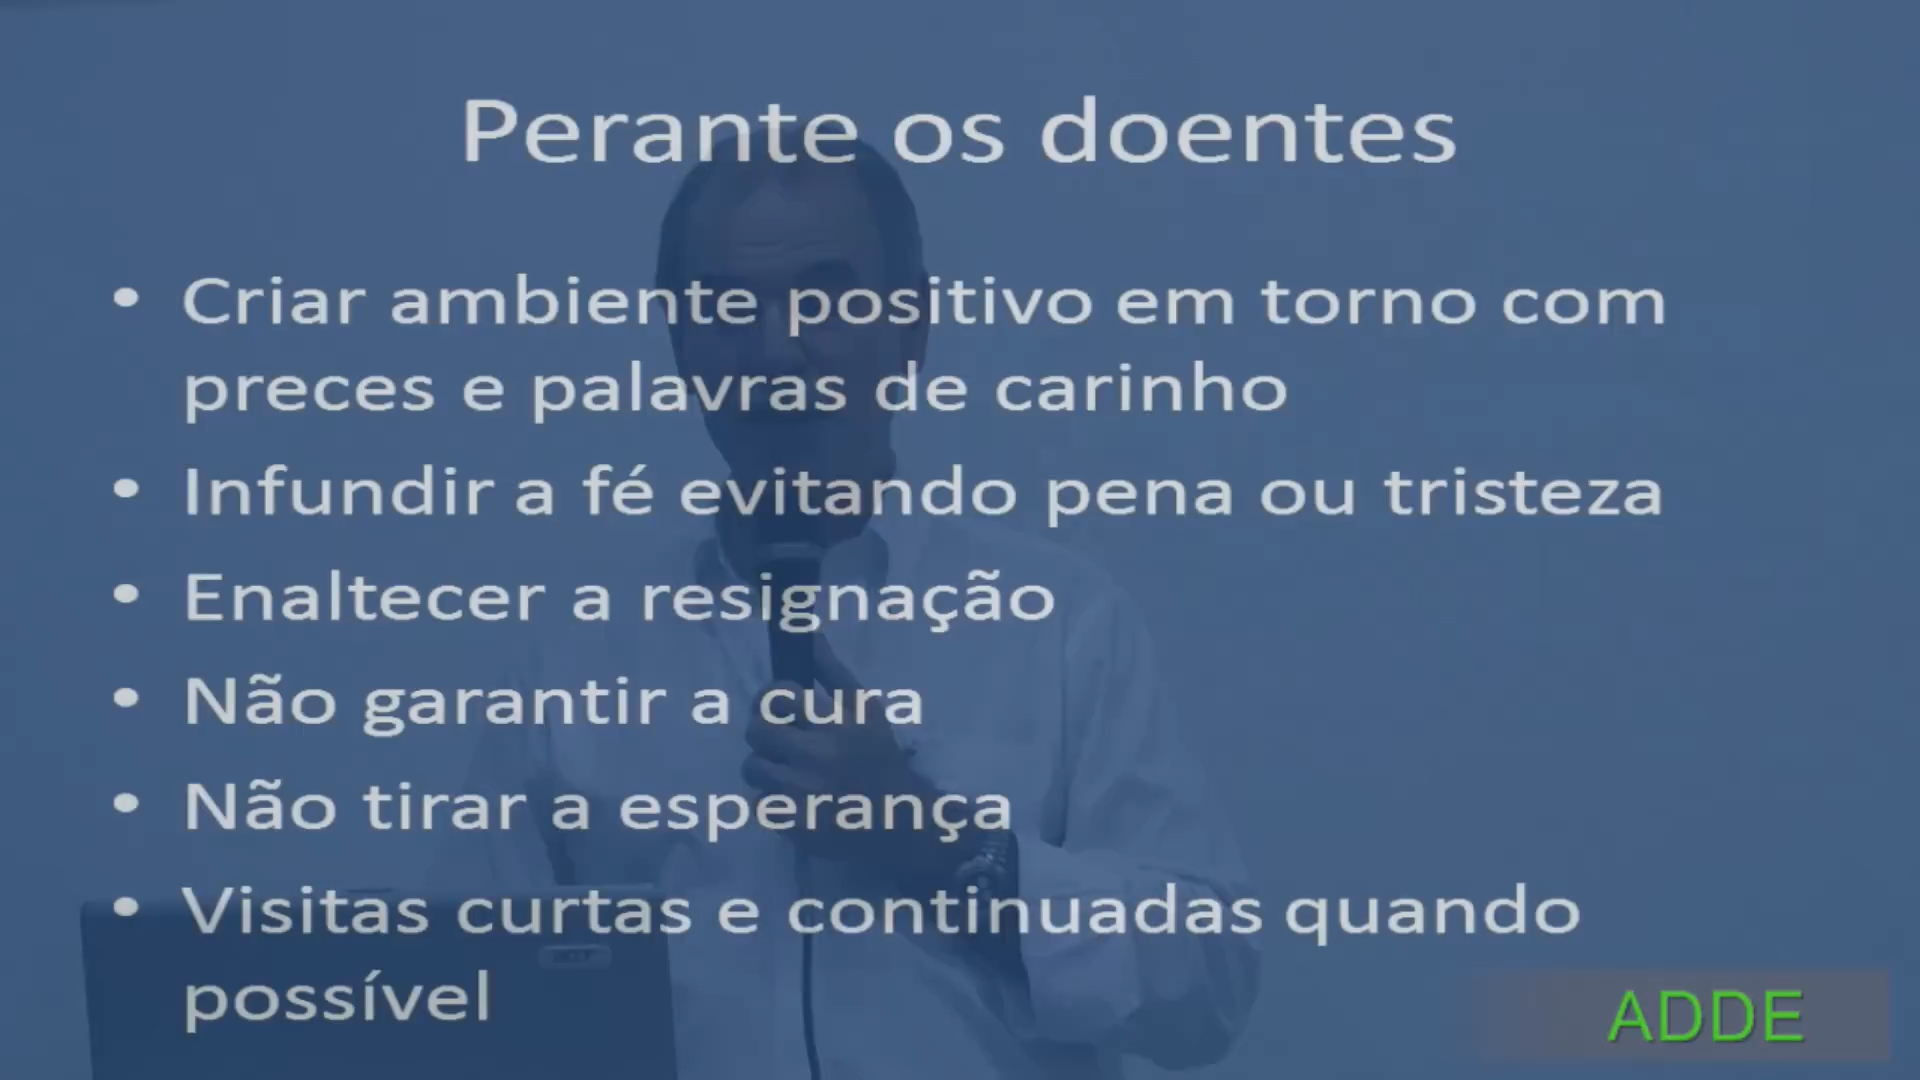 Perante os doentes
• Criar ambiente positivo em torno com
preces e palavras de carinho
• Infundir a fé evitando pena ou tristeza
• Enaltecer a resignação
• Não garantir a cura
• Não tirar a esperança
• Visitas curtas e continuadas quando
possível
ADDE